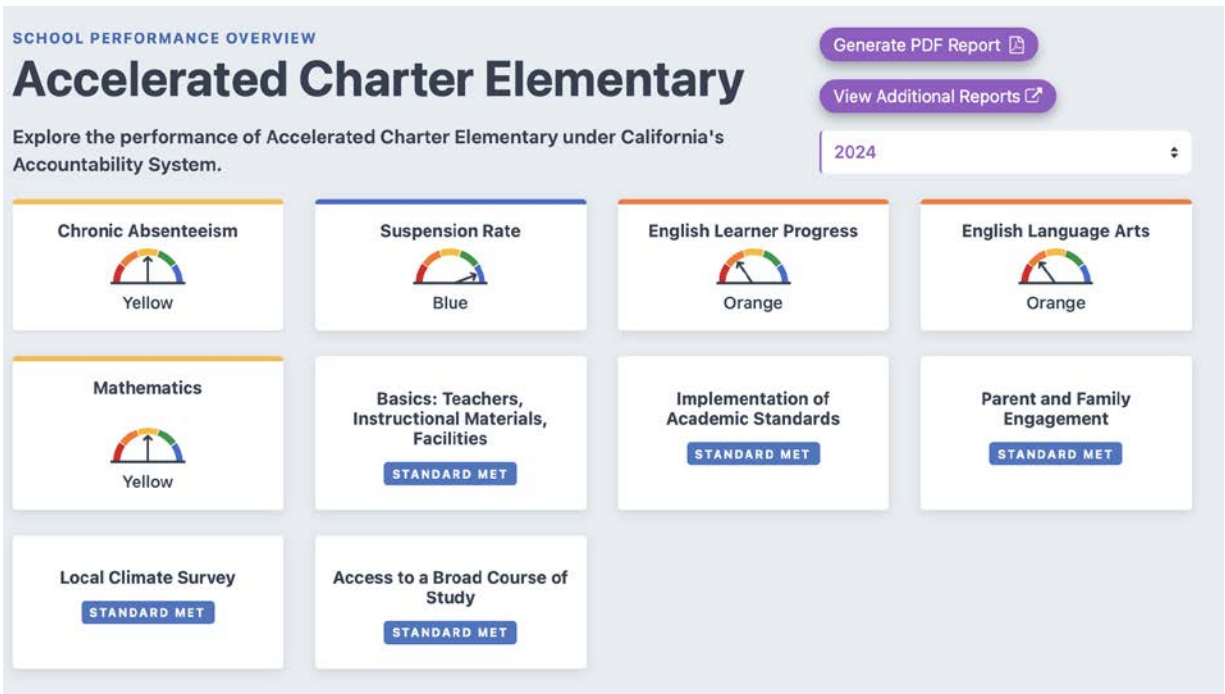 SCHOOL PERFORMANCE OVERVIEW
Accelerated Charter Elementary
Explore the performance of Accelerated Charter Elementary under California's
Accountability System.
Generate PDF Report
View Additional Reports
2024
Chronic Absenteeism
Yellow
Suspension Rate
Blue
English Learner Progress
Orange
English Language Arts
Orange
Mathematics
Yellow
Basics: Teachers,
Instructional Materials,
Facilities
STANDARD MET
Implementation of
Academic Standards
STANDARD MET
Parent and Family
Engagement
STANDARD MET
Local Climate Survey
STANDARD MET
Access to a Broad Course of
Study
STANDARD MET